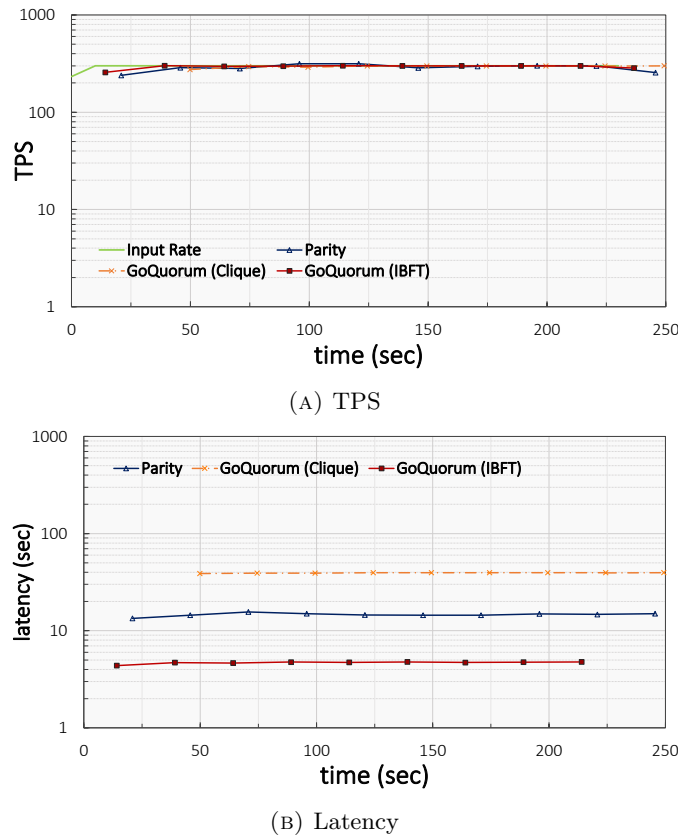 1000
100
10
1
TPS
Input Rate
Parity
GoQuorum (Clique)
GoQuorum (IBFT)
0 50 100 150 200 250
time (sec)
(A) TPS
1000
100
10
1
latency (sec)
Parity GoQuorum (Clique) GoQuorum (IBFT)
0 50 100 150 200 250
time (sec)
(B) Latency